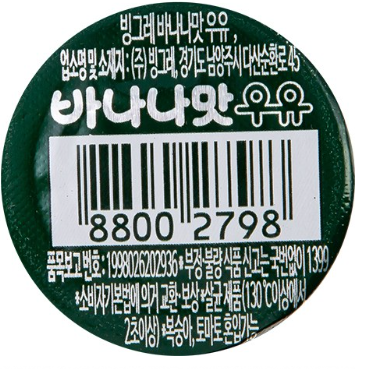 빙그레 바나나맛 우유,
업소명 및 소재지 : (주) 빙그레, 경기도 남양주시 다산순환로 45
바나나맛우유
8800 2798
품목보고 번호 : 1998026202936 * 부정·불량 식품 신고는 국번없이 1399
*소비자기본법에 의거 교환·보상 *살균 제품(130℃이상에서
2초이상) *복숭아, 토마토 혼입가능